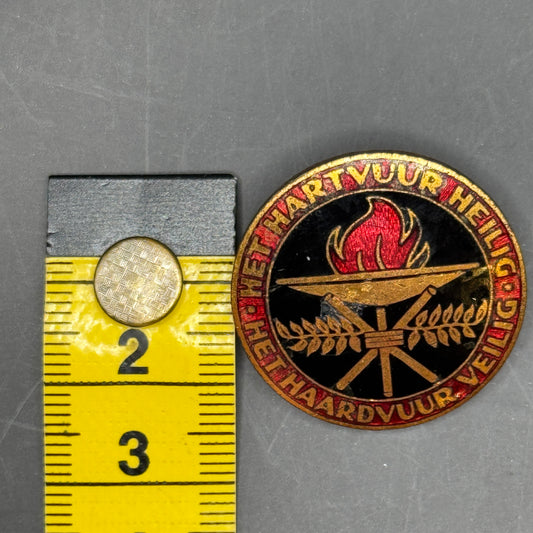 HET HARTVUUR HEILIG
HET HAARDVUUR VEILIG
2
3